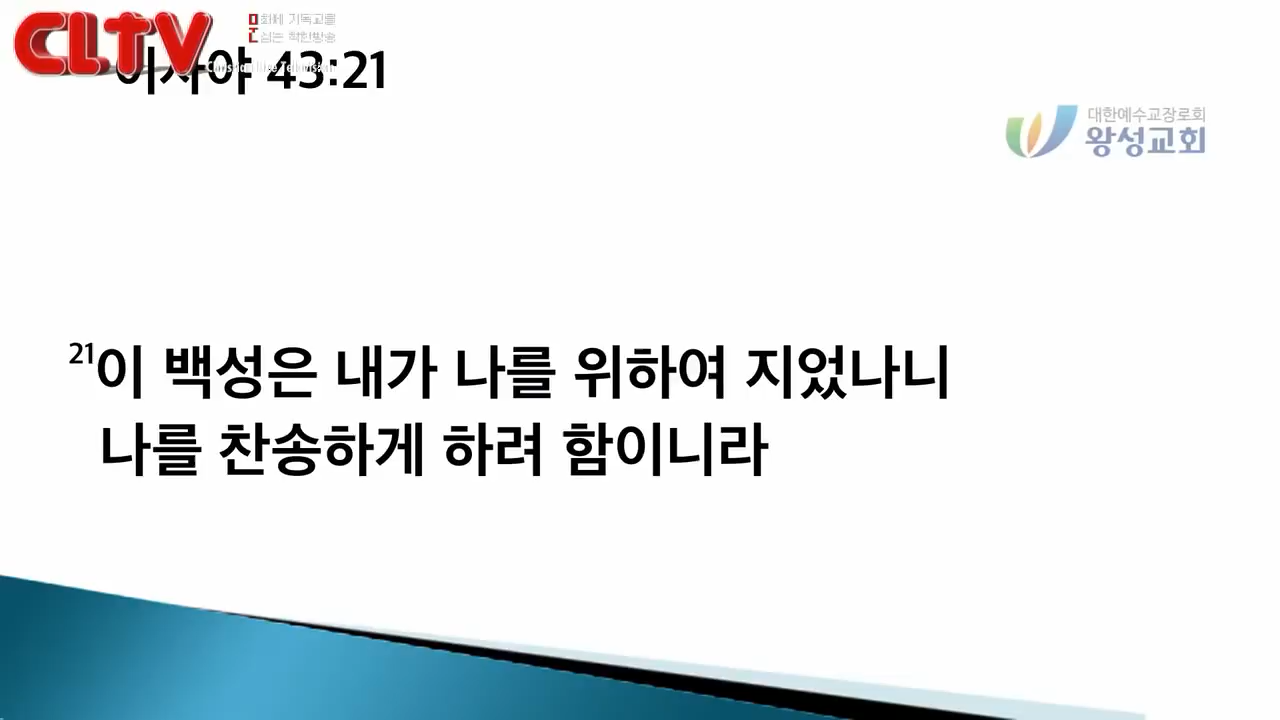 CLTV
이사야 43:21
대한예수교장로회
왕성교회
21이 백성은 내가 나를 위하여 지었나니
나를 찬송하게 하려 함이니라